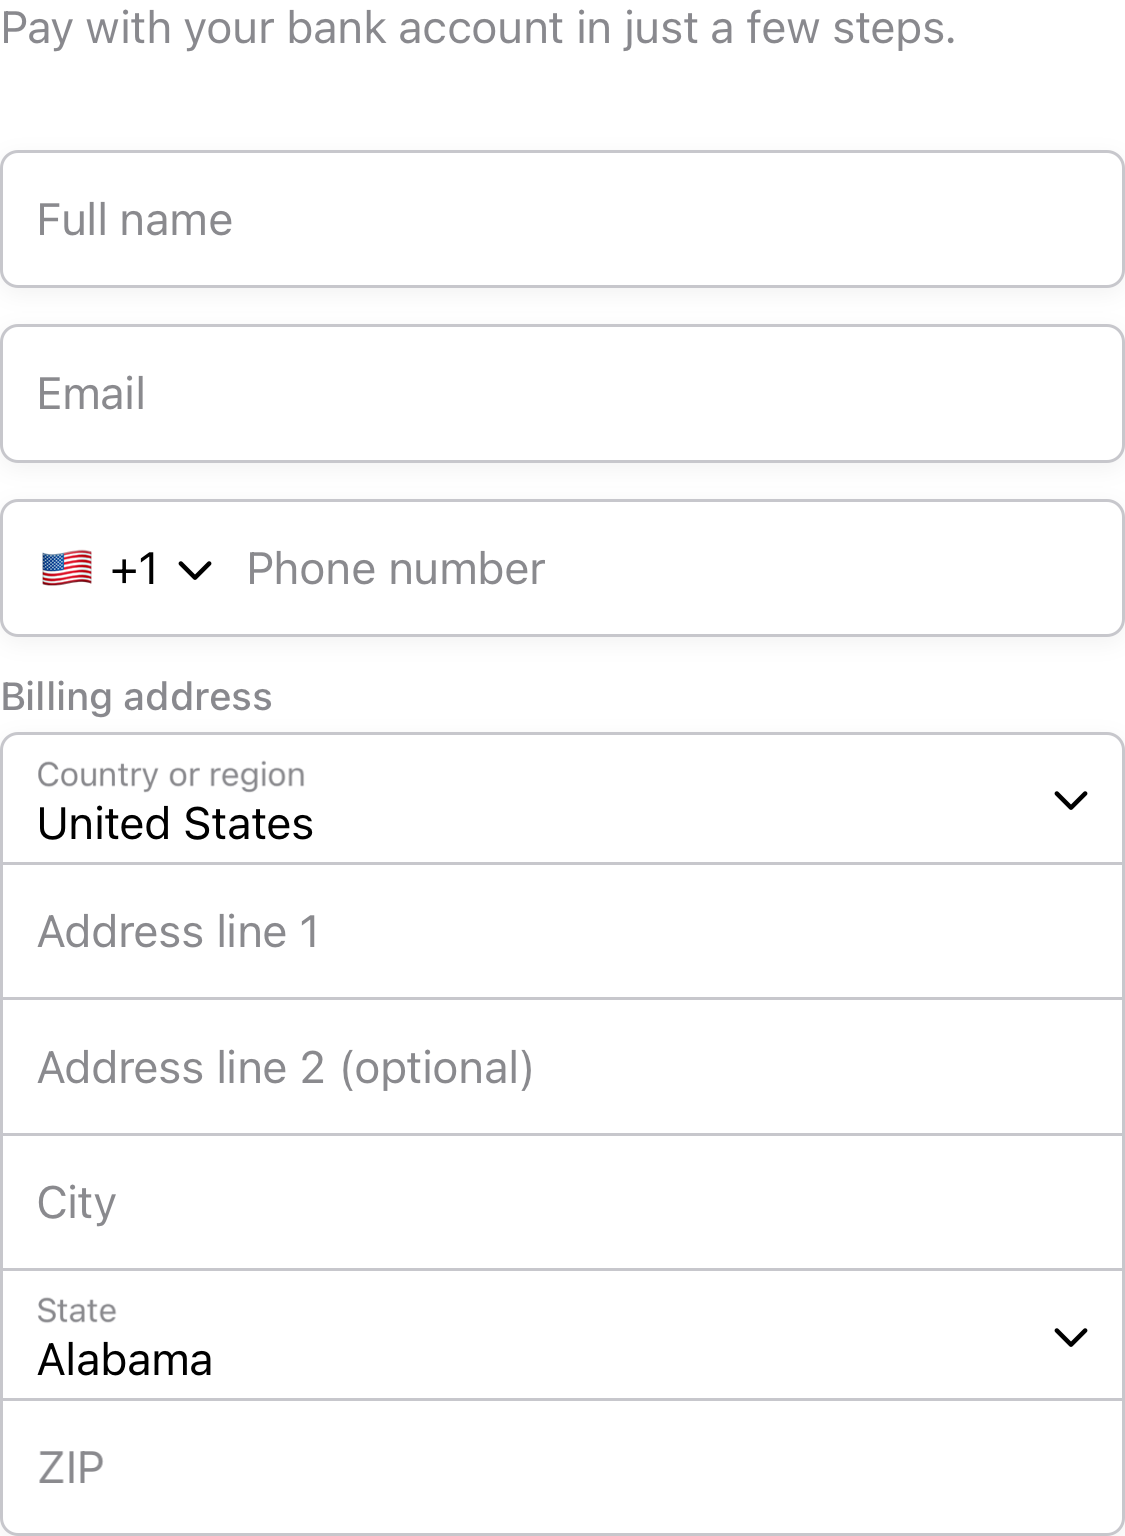 Pay with your bank account in just a few steps.
Full name
Email
+1 Phone number
Billing address
Country or region
United States
Address line 1
Address line 2 (optional)
City
State
Alabama
ZIP